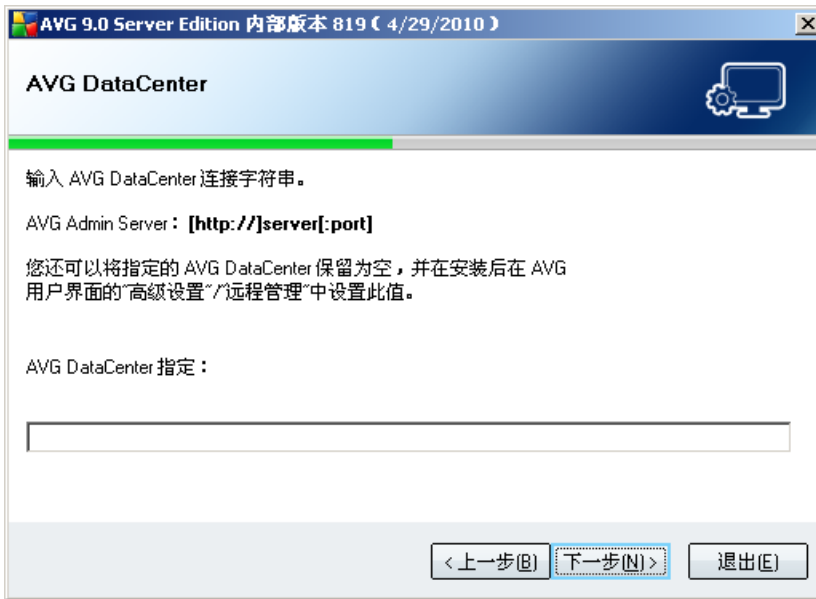 AVG 9.0 Server Edition 内部版本 819（4/29/2010）
AVG DataCenter
输入 AVG DataCenter 连接字符串。
AVG Admin Server： [http://]server[:port]
您还可以将指定的 AVG DataCenter 保留为空，并在安装后在 AVG
用户界面的“高级设置”/“远程管理”中设置此值。
AVG DataCenter 指定：
<上一步(B) 下一步(N)> 退出(E)